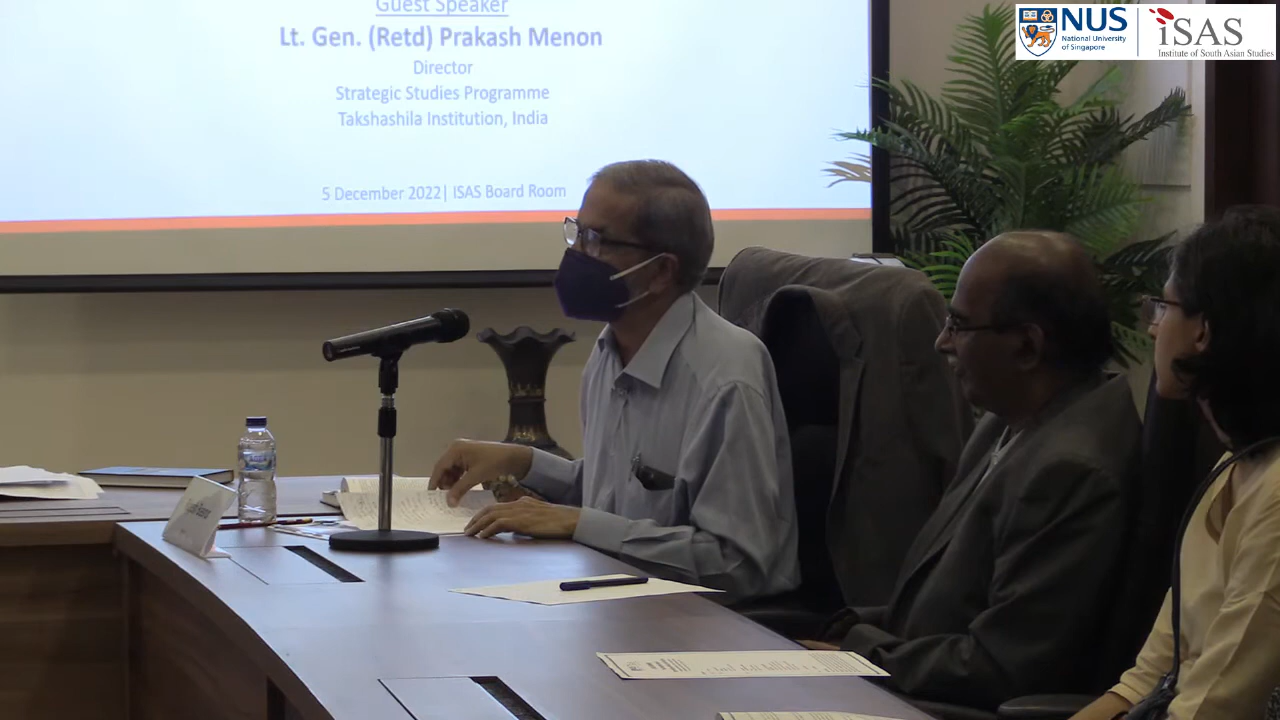 Guest Speaker
Lt. Gen. (Retd) Prakash Menon
Director
Strategic Studies Programme
Takshashila Institution, India
5 December 2022| ISAS Board Room
NUS
National University
of Singapore
iSAS
Institute of South Asian Studies